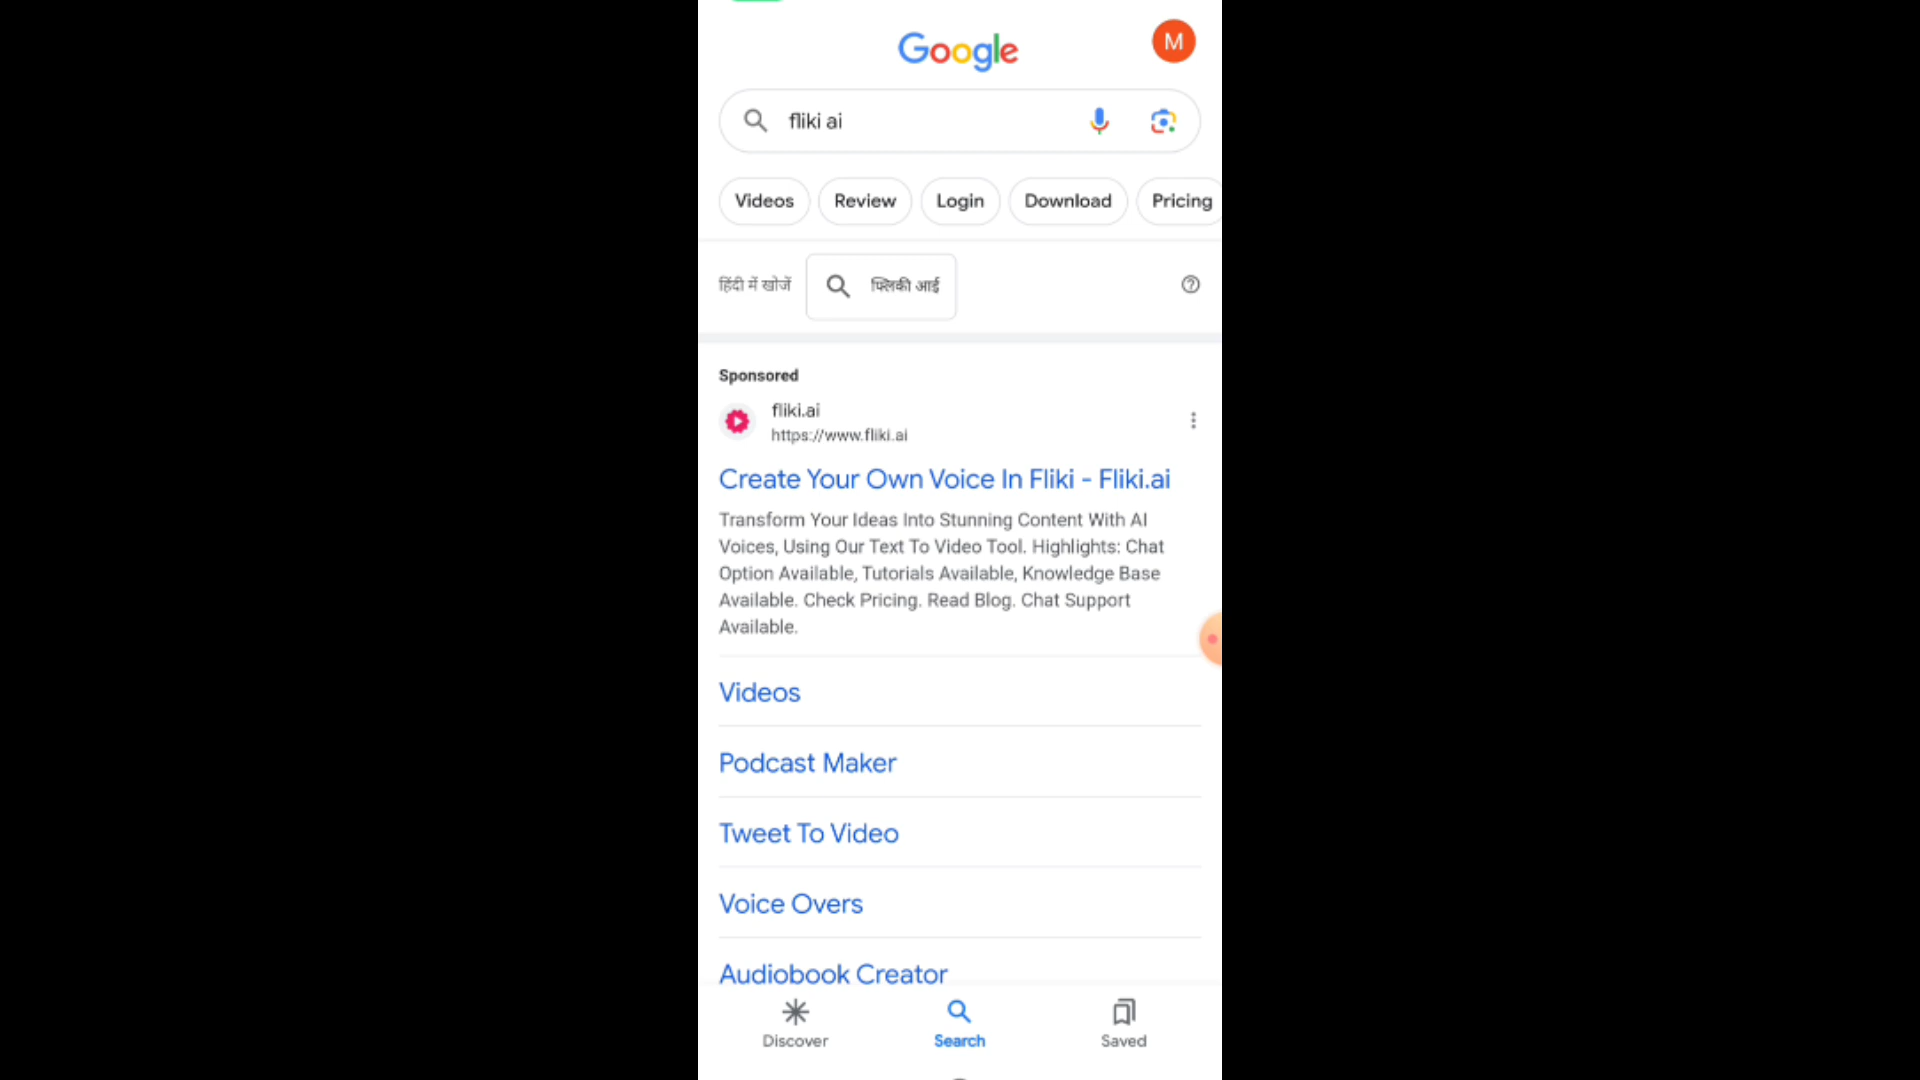 Google
M
fliki ai
Videos
Review
Login
Download
Pricing
हिंदी में खोजें
फ्लिकी आई
Sponsored
fliki.ai
https://www.fliki.ai
Create Your Own Voice In Fliki - Fliki.ai
Transform Your Ideas Into Stunning Content With AI
Voices, Using Our Text To Video Tool. Highlights: Chat
Option Available, Tutorials Available, Knowledge Base
Available. Check Pricing. Read Blog. Chat Support
Available.
Videos
Podcast Maker
Tweet To Video
Voice Overs
Audiobook Creator
Discover
Search
Saved